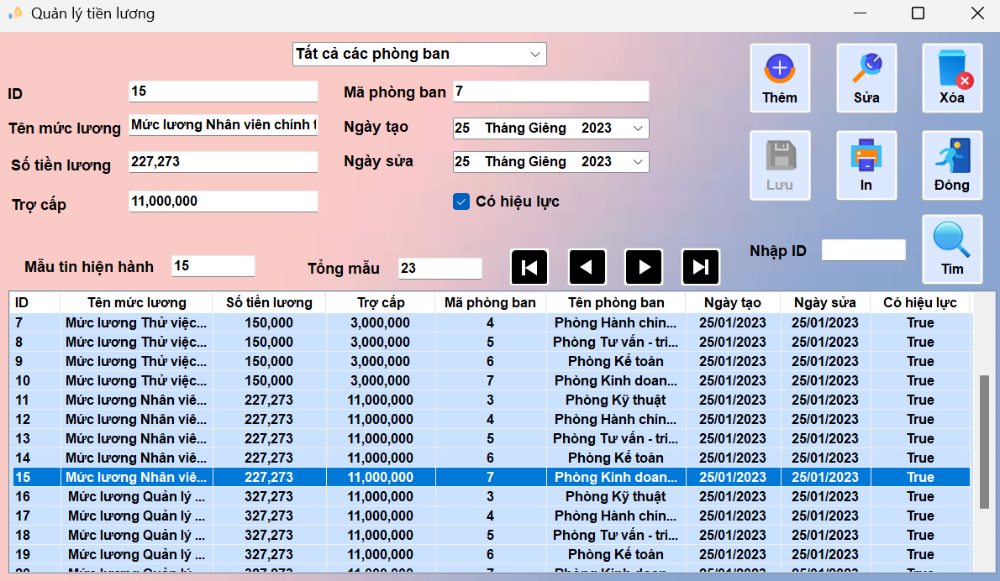 Quản lý tiền lương
Tất cả các phòng ban
ID 15 Mã phòng ban 7
Tên mức lương Mức lương Nhân viên chính Ngày tạo 25 Tháng Giêng 2023
Số tiền lương 227,273 Ngày sửa 25 Tháng Giêng 2023
Trợ cấp 11,000,000 Có hiệu lực
Thêm Sửa Xóa
Lưu In Đóng
Mẫu tin hiện hành 15 Tổng mẫu 23 Nhập ID Tìm
ID Tên mức lương Số tiền lương Trợ cấp Mã phòng ban Tên phòng ban Ngày tạo Ngày sửa Có hiệu lực
7 Mức lương Thử việc... 150,000 3,000,000 4 Phòng Hành chín... 25/01/2023 25/01/2023 True
8 Mức lương Thử việc... 150,000 3,000,000 5 Phòng Tư vấn - tri... 25/01/2023 25/01/2023 True
9 Mức lương Thử việc... 150,000 3,000,000 6 Phòng Kế toán 25/01/2023 25/01/2023 True
10 Mức lương Thử việc... 150,000 3,000,000 7 Phòng Kinh doan... 25/01/2023 25/01/2023 True
11 Mức lương Nhân viê... 227,273 11,000,000 3 Phòng Kỹ thuật 25/01/2023 25/01/2023 True
12 Mức lương Nhân viê... 227,273 11,000,000 4 Phòng Hành chín... 25/01/2023 25/01/2023 True
13 Mức lương Nhân viê... 227,273 11,000,000 5 Phòng Tư vấn - tri... 25/01/2023 25/01/2023 True
14 Mức lương Nhân viê... 227,273 11,000,000 6 Phòng Kế toán 25/01/2023 25/01/2023 True
15 Mức lương Nhân viê... 227,273 11,000,000 7 Phòng Kinh doan... 25/01/2023 25/01/2023 True
16 Mức lương Quản lý ... 327,273 11,000,000 3 Phòng Kỹ thuật 25/01/2023 25/01/2023 True
17 Mức lương Quản lý ... 327,273 11,000,000 4 Phòng Hành chín... 25/01/2023 25/01/2023 True
18 Mức lương Quản lý ... 327,273 11,000,000 5 Phòng Tư vấn - tri... 25/01/2023 25/01/2023 True
19 Mức lương Quản lý ... 327,273 11,000,000 6 Phòng Kế toán 25/01/2023 25/01/2023 True